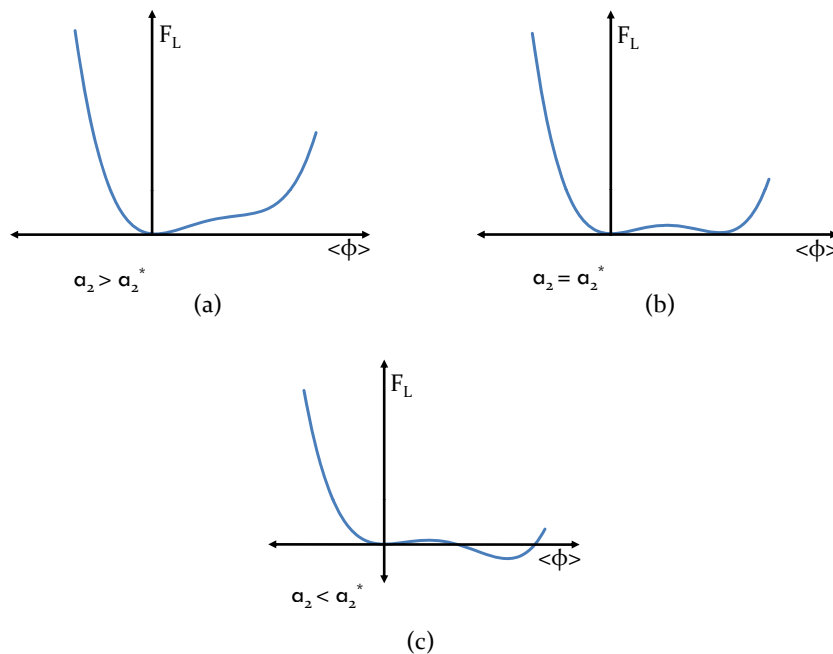 F_L
<ϕ>
a₂ > a₂*
(a)
F_L
<ϕ>
a₂ = a₂*
(b)
F_L
<ϕ>
a₂ < a₂*
(c)